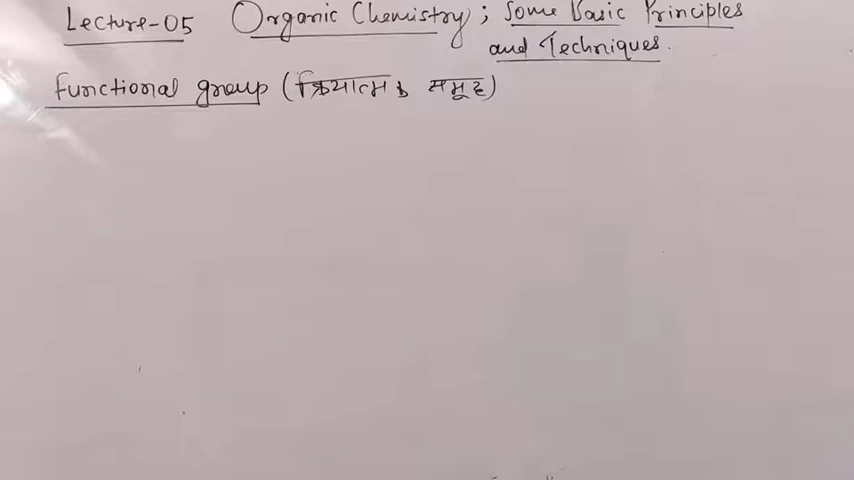 Lecture-05 Organic Chemistry; Some Basic Principles
and Techniques.
Functional group (क्रियात्मक समूह)